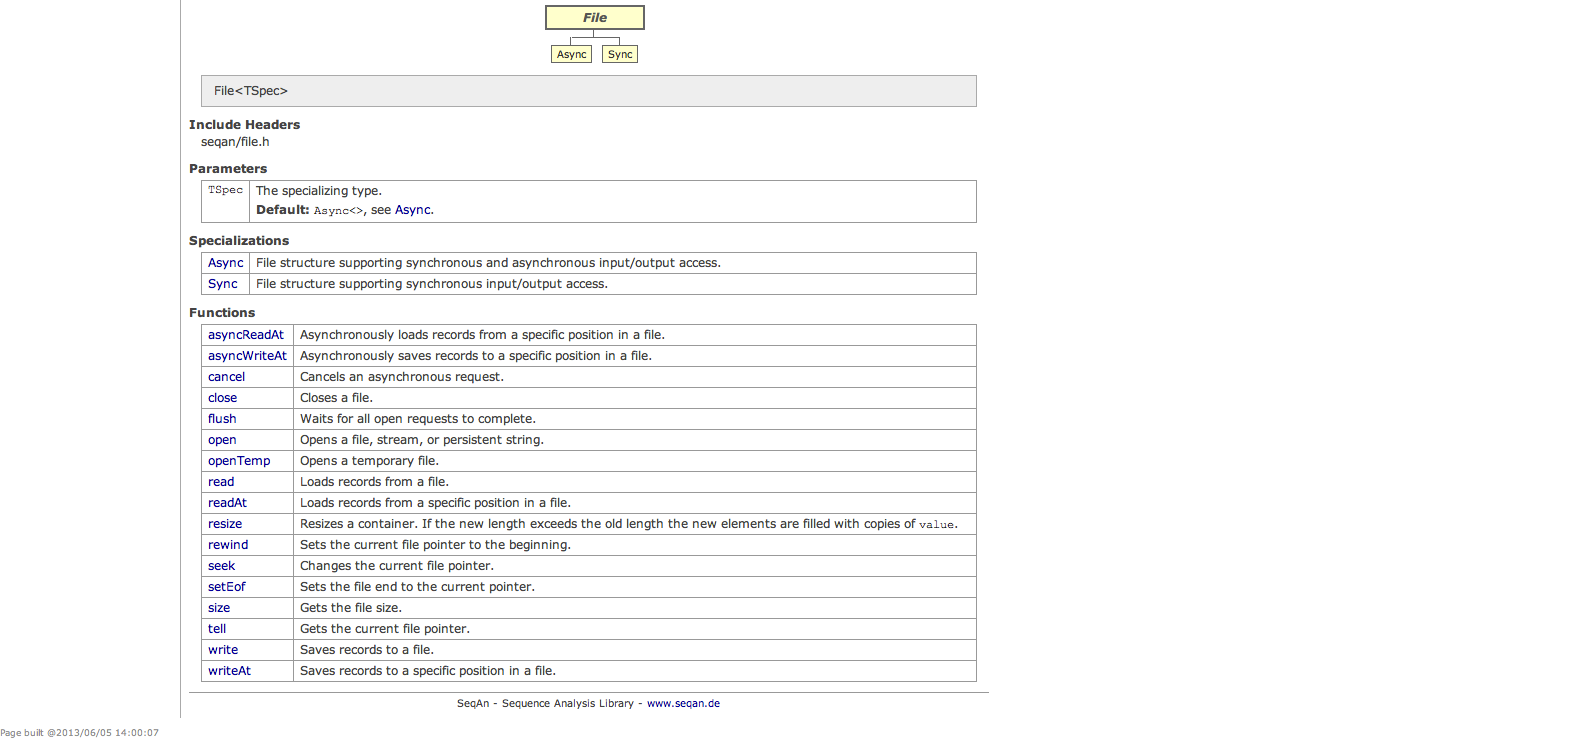 File
Async Sync
File<TSpec>
Include Headers
seqan/file.h
Parameters
TSpec The specializing type.
Default: Async<>, see Async.
Specializations
Async File structure supporting synchronous and asynchronous input/output access.
Sync File structure supporting synchronous input/output access.
Functions
asyncReadAt Asynchronously loads records from a specific position in a file.
asyncWriteAt Asynchronously saves records to a specific position in a file.
cancel Cancels an asynchronous request.
close Closes a file.
flush Waits for all open requests to complete.
open Opens a file, stream, or persistent string.
openTemp Opens a temporary file.
read Loads records from a file.
readAt Loads records from a specific position in a file.
resize Resizes a container. If the new length exceeds the old length the new elements are filled with copies of value.
rewind Sets the current file pointer to the beginning.
seek Changes the current file pointer.
setEof Sets the file end to the current pointer.
size Gets the file size.
tell Gets the current file pointer.
write Saves records to a file.
writeAt Saves records to a specific position in a file.
SeqAn - Sequence Analysis Library - www.seqan.de
Page built @2013/06/05 14:00:07